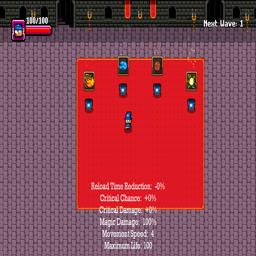 100/100
Next Wave: 1
Reload Time Reduction: -0%
Critical Chance: +0%
Critical Damage: +0%
Magic Damage: 100%
Movement Speed: 4
Maximum Life: 100